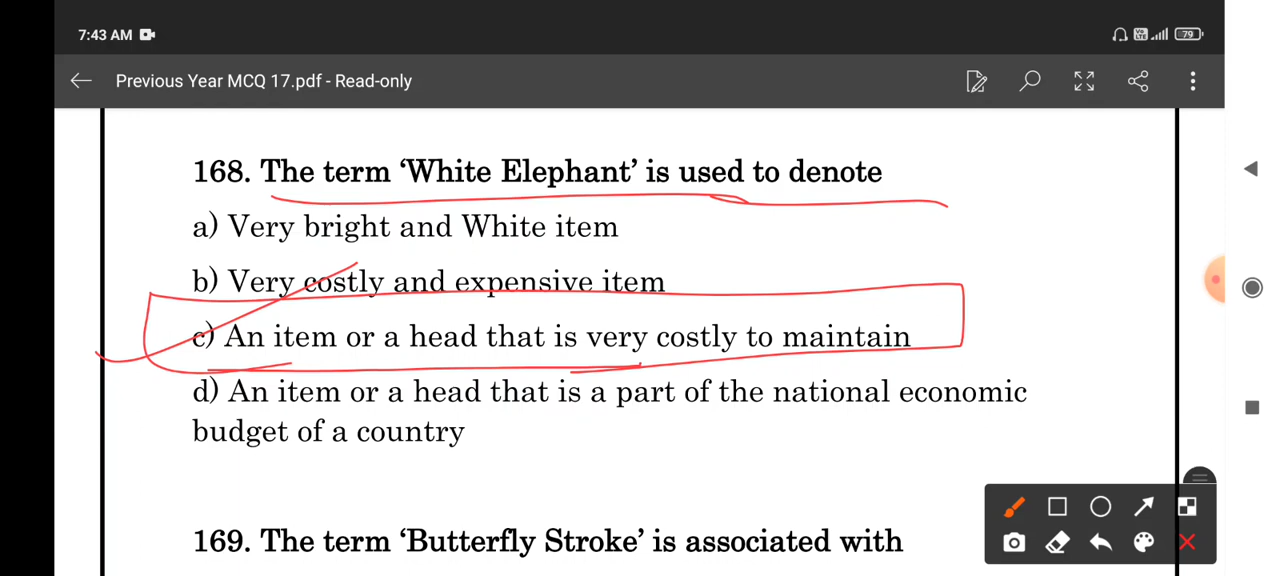 7:43 AM
Vo LTE 79
Previous Year MCQ 17.pdf - Read-only
168. The term ‘White Elephant’ is used to denote
a) Very bright and White item
b) Very costly and expensive item
c) An item or a head that is very costly to maintain
d) An item or a head that is a part of the national economic
budget of a country
169. The term ‘Butterfly Stroke’ is associated with